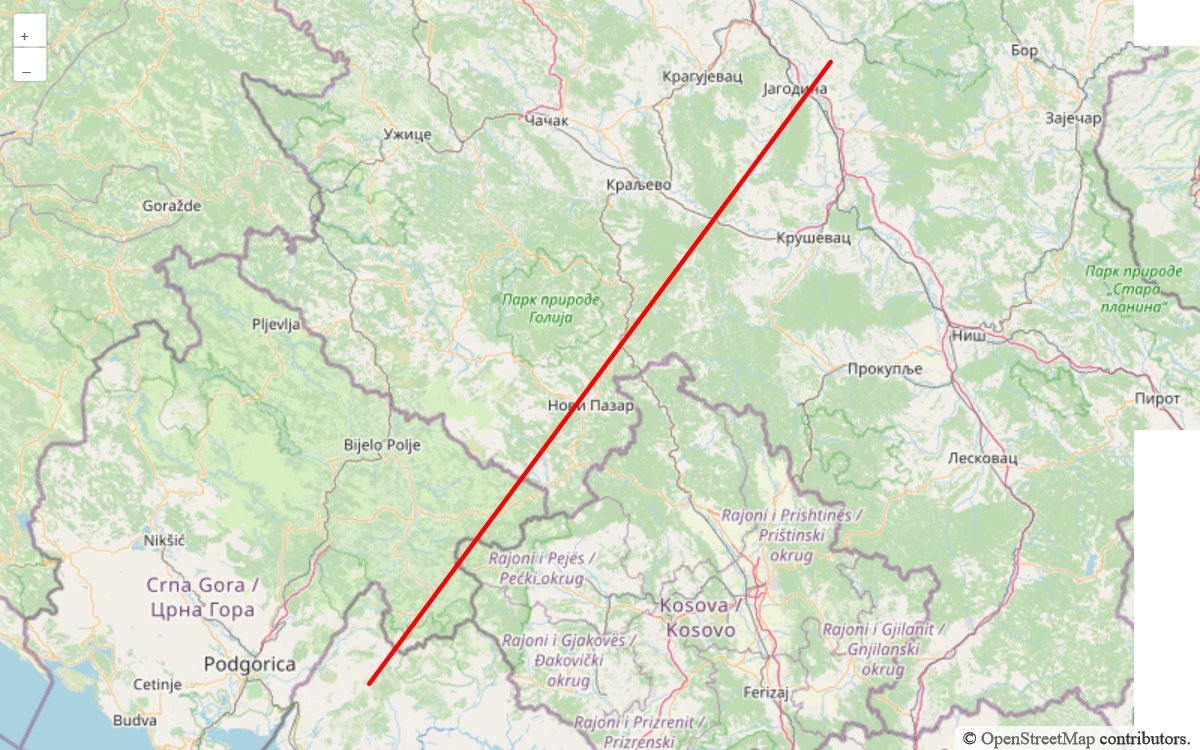 +
–
Бор
Крагујевац
Јагодина
Зајечар
Чачак
Ужице
Краљево
Goražde
Крушевац
Парк природе
„Стара
планина“
Парк природе
Голија
Pljevlja
Ниш
Прокупље
Пирот
Нови Пазар
Bijelo Polje
Лесковац
Rajoni i Prishtinës /
Prištinski
okrug
Nikšić
Rajoni i Pejës /
Pećki okrug
Crna Gora /
Црна Гора
Kosova /
Kosovo
Rajoni i Gjilanit /
Gnjilanski
okrug
Rajoni i Gjakovës /
Đakovički
okrug
Podgorica
Cetinje
Ferizaj
Budva
Rajoni i Prizrenit /
Prizrenski
© OpenStreetMap contributors.